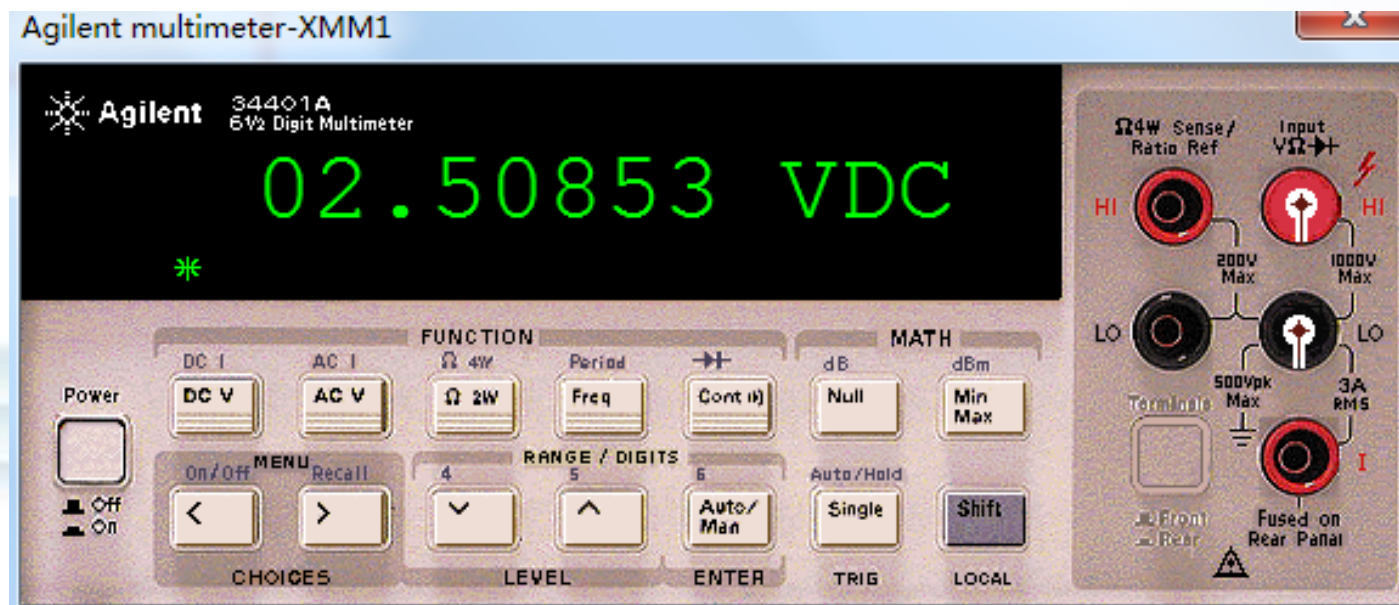 Agilent multimeter-XMM1
Agilent 34401A
6½ Digit Multimeter
02.50853 VDC
*
Ω4W Sense/ Ratio Ref
Input VΩ
HI HI
200V Max
1000V Max
LO LO
500Vpk Max
3A RMS
Terminals
I
Front
Rear
Fused on Rear Panal
Power
Off
On
FUNCTION
MATH
DC I AC I Ω 4W Period dB dBm
DC V AC V Ω 2W Freq Cont Null Min Max
MENU
RANGE / DIGITS
On/Off Recall 4 5 6 Auto/Hold
< > Auto/ Man Single Shift
CHOICES LEVEL ENTER TRIG LOCAL